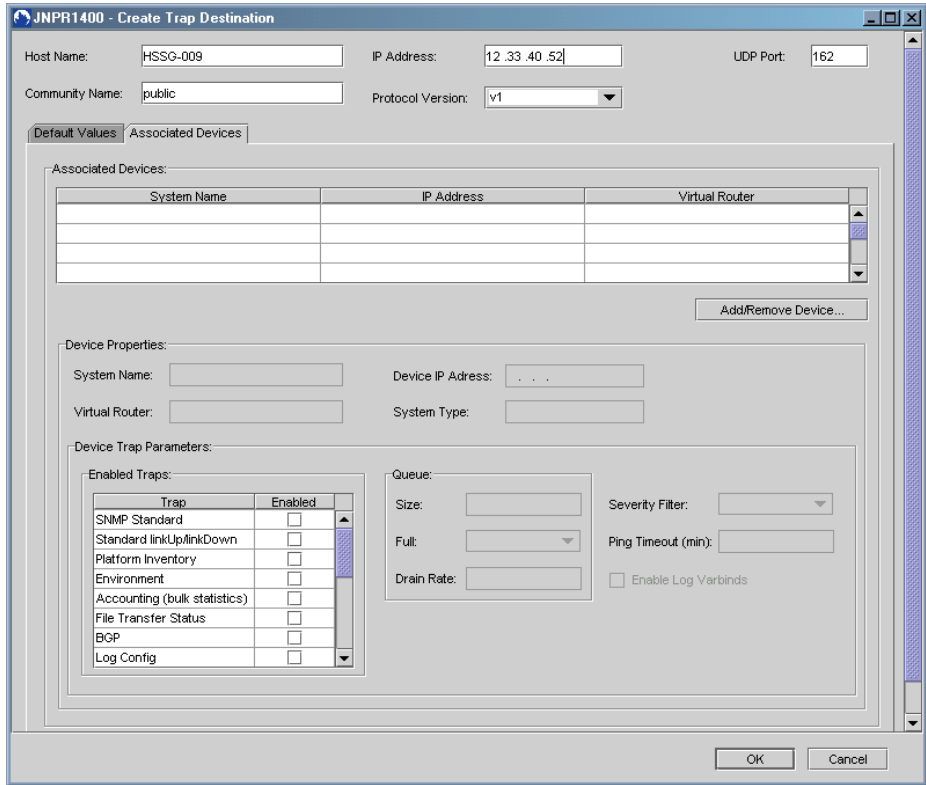 JNPR1400 - Create Trap Destination
Host Name: HSSG-009 IP Address: 12 .33 .40 .52 UDP Port: 162
Community Name: public Protocol Version: v1
Default Values Associated Devices
Associated Devices:
System Name IP Address Virtual Router
Add/Remove Device...
Device Properties:
System Name: Device IP Adress: . . .
Virtual Router: System Type:
Device Trap Parameters:
Enabled Traps: Queue:
Trap Enabled Size: Severity Filter:
SNMP Standard
Standard linkUp/linkDown Full: Ping Timeout (min):
Platform Inventory
Environment Drain Rate: Enable Log Varbinds
Accounting (bulk statistics)
File Transfer Status
BGP
Log Config
OK Cancel